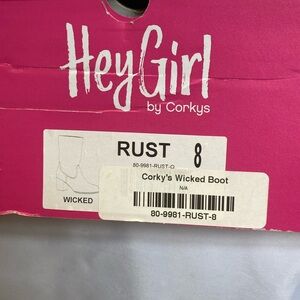 HeyGirl
by Corkys
RUST 8
80-9981-RUST-
WICKED
Corky's Wicked Boot
N/A
80-9981-RUST-8